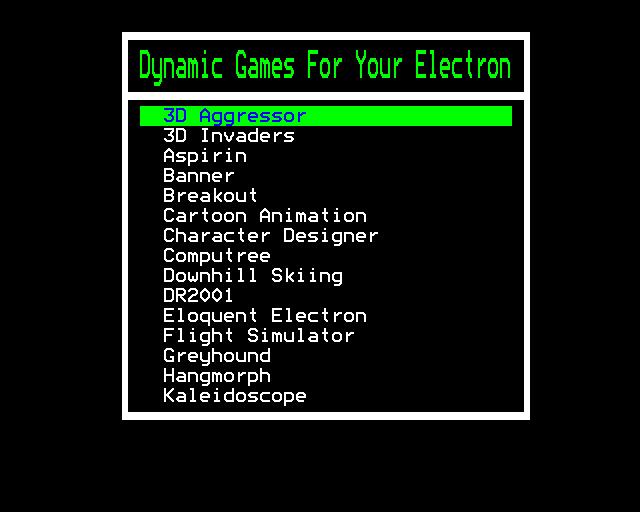 Dynamic Games For Your Electron
3D Aggressor
3D Invaders
Aspirin
Banner
Breakout
Cartoon Animation
Character Designer
Computree
Downhill Skiing
DR2001
Eloquent Electron
Flight Simulator
Greyhound
Hangmorph
Kaleidoscope